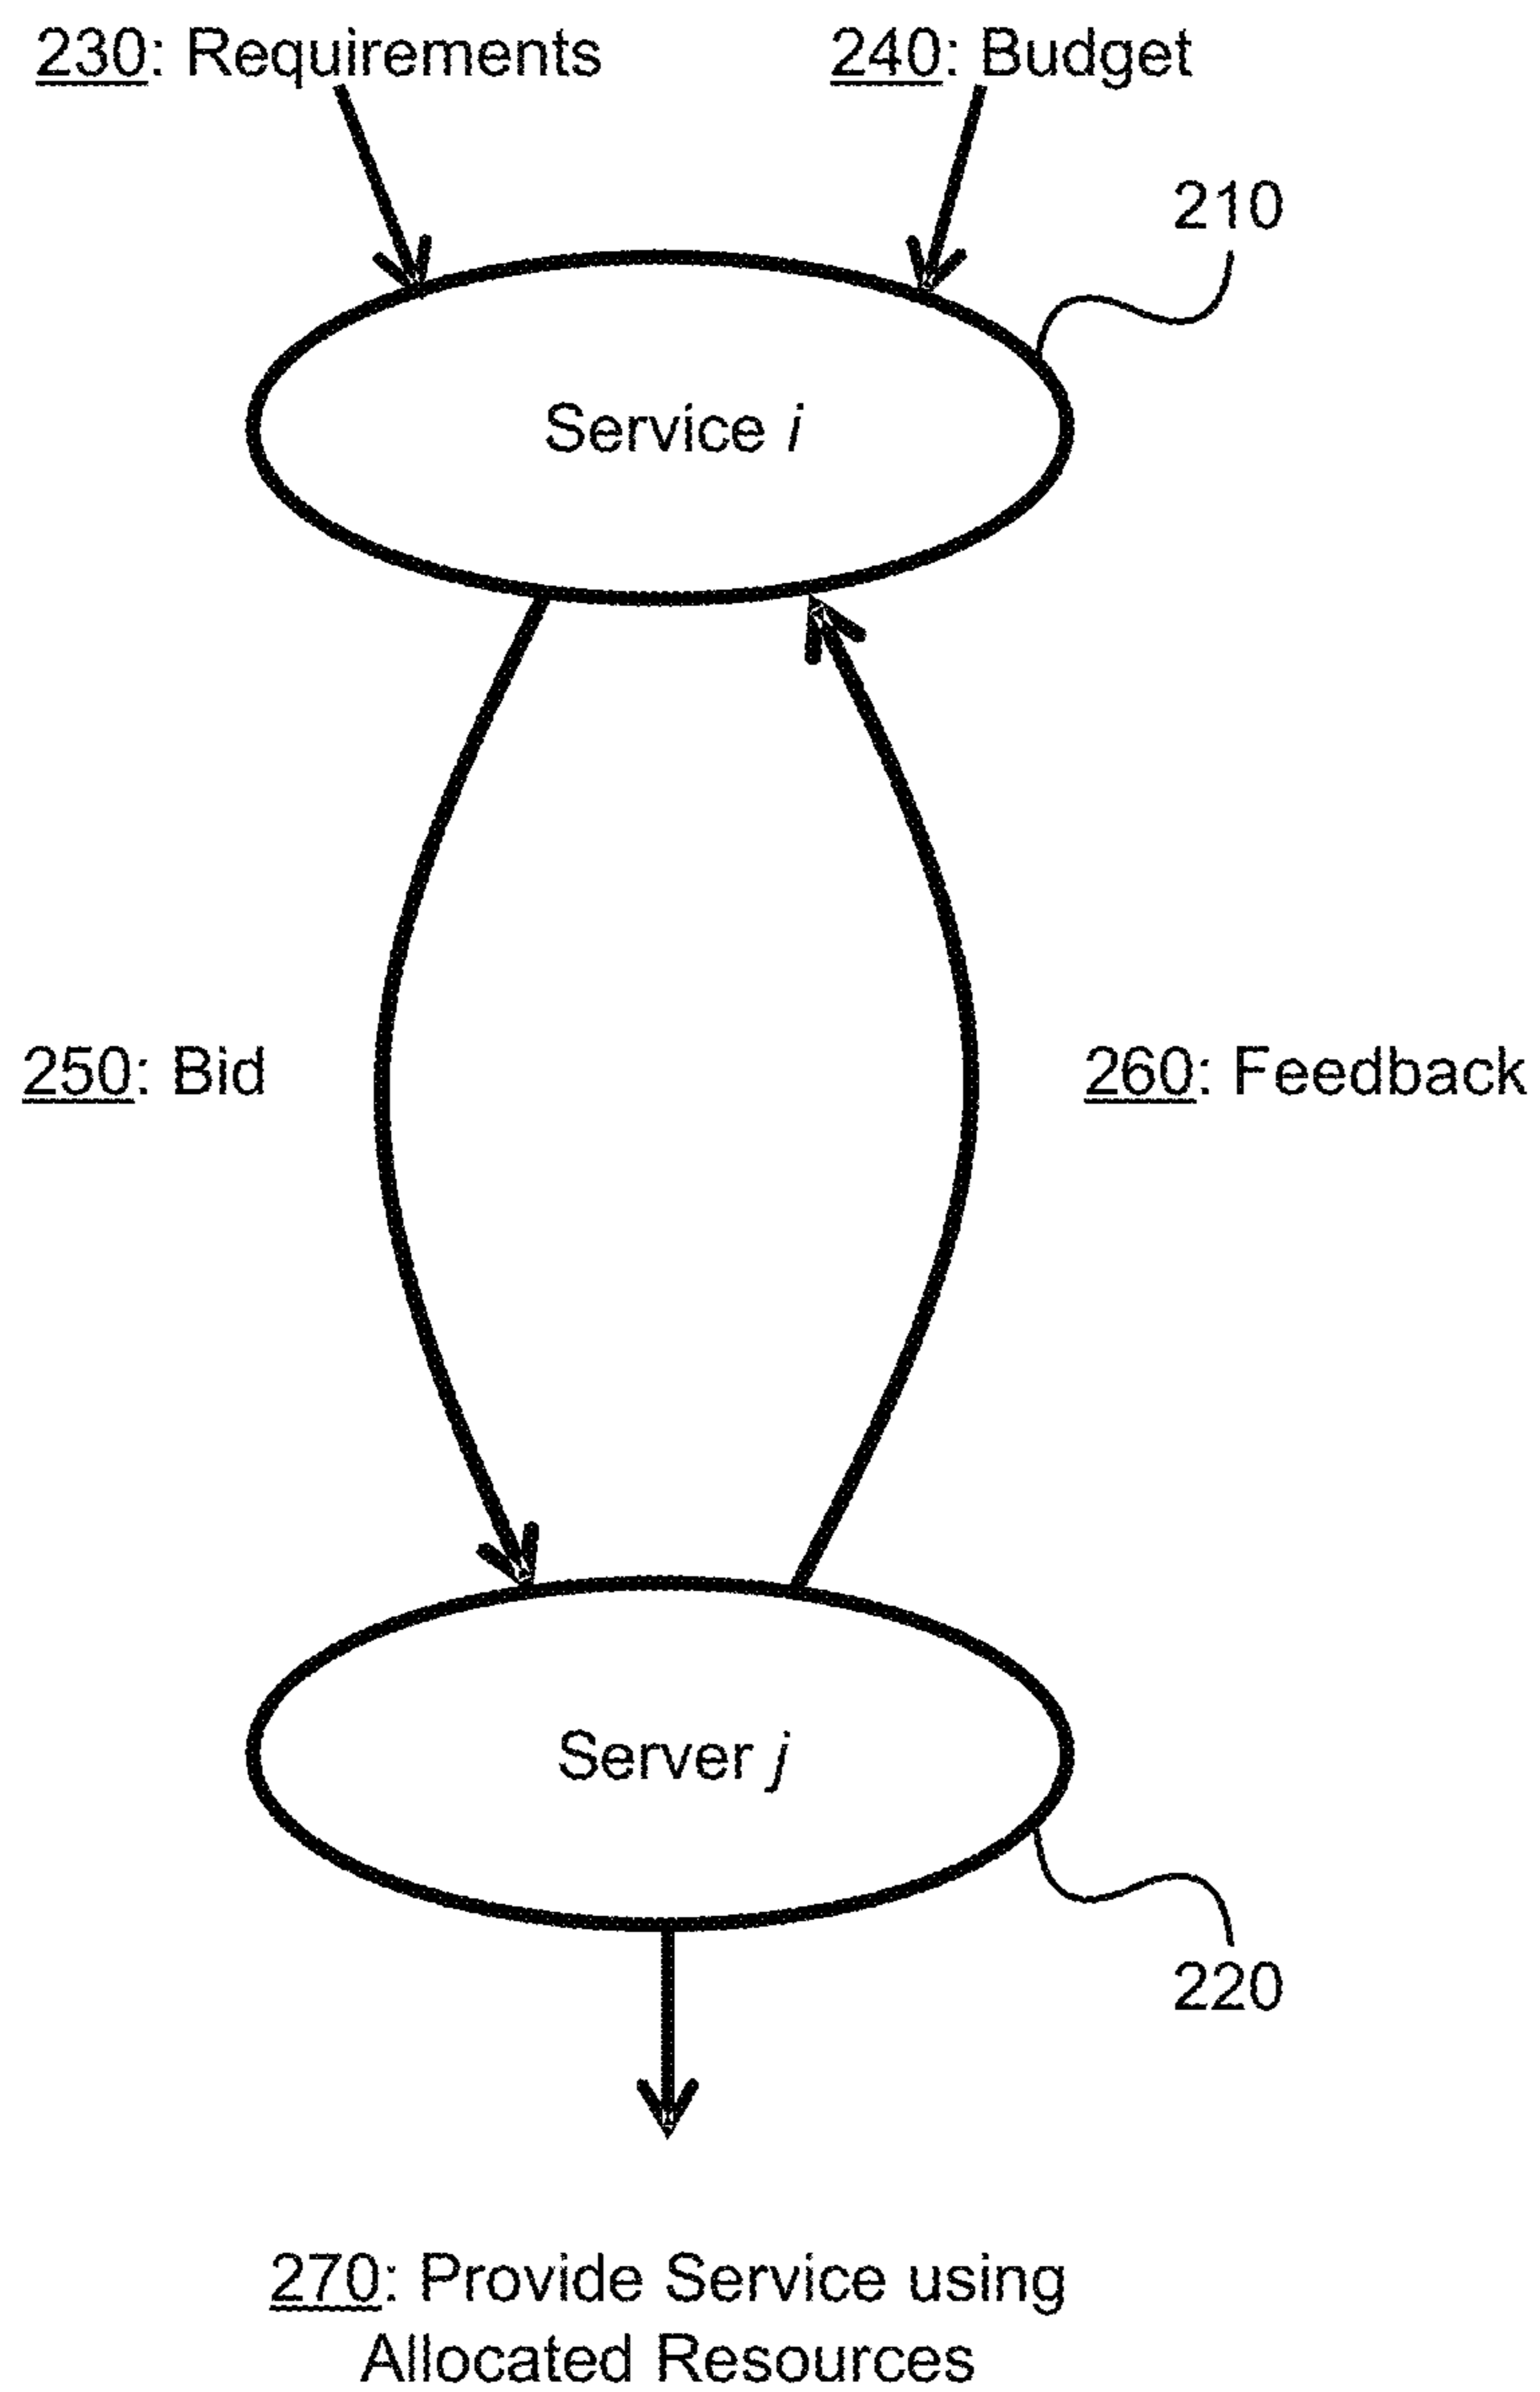 230: Requirements
240: Budget
210
Service i
250: Bid
260: Feedback
Server j
220
270: Provide Service using
Allocated Resources